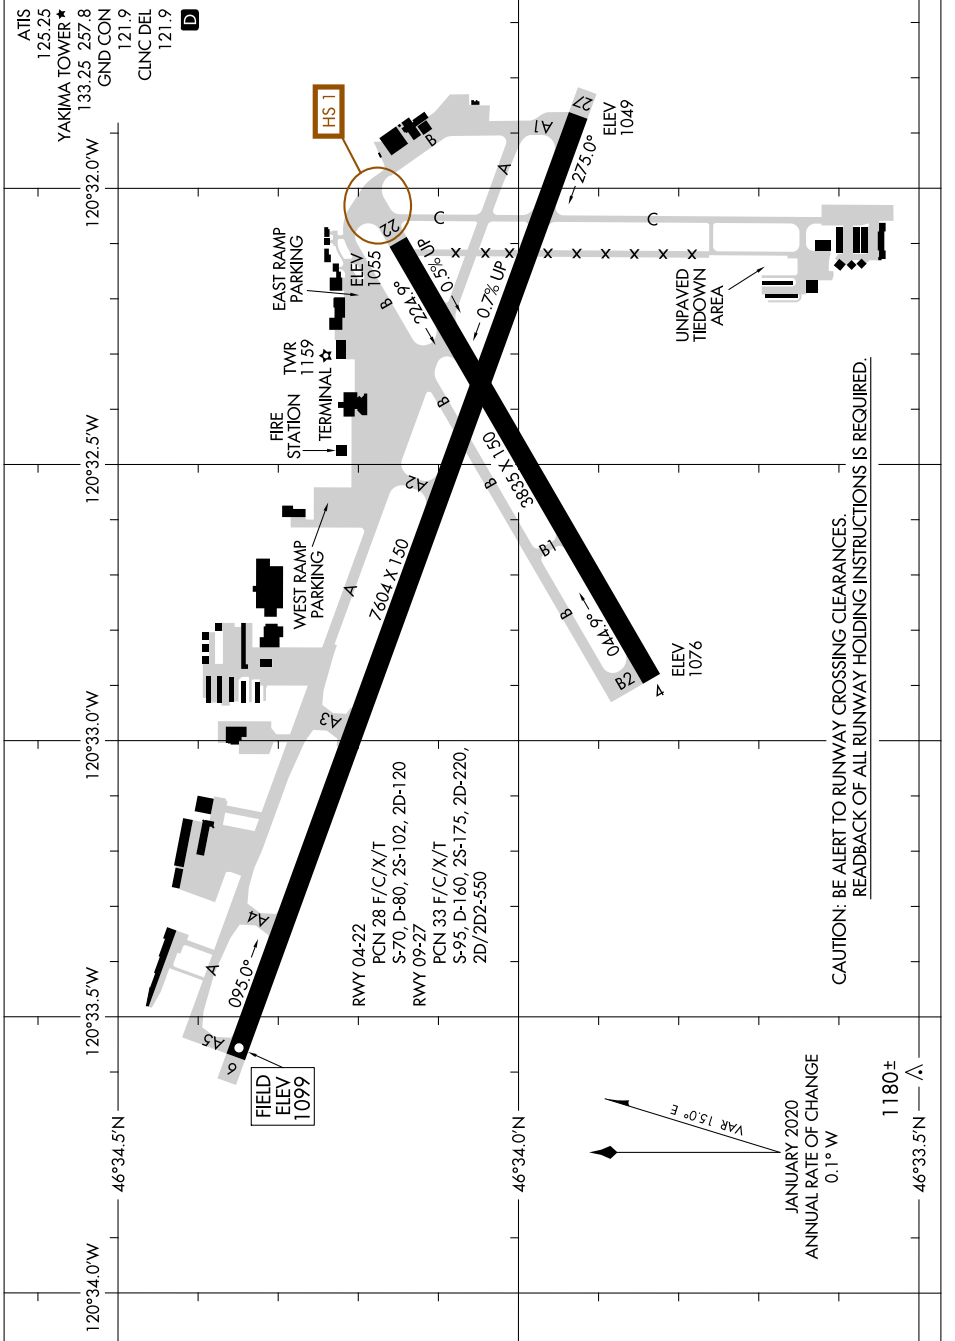 ATIS
125.25
YAKIMA TOWER★
133.25 257.8
GND CON
121.9
CLNC DEL
121.9
D
120°32.0'W
120°32.5'W
120°33.0'W
120°33.5'W
120°34.0'W
46°34.5'N
46°34.0'N
46°33.5'N
HS 1
EAST RAMP
PARKING
ELEV
1055
TWR
1159
TERMINAL
FIRE
STATION
WEST RAMP
PARKING
22
B
B
A1
27
ELEV
1049
275.0°
A
C
C
0.5% UP
224.9°
0.7% UP
X X X X X X X X X X
UNPAVED
TIEDOWN
AREA
B
B
B1
B
B2
3835 X 150
044.9°
4
ELEV
1076
A2
7604 X 150
A
A3
A4
A
095.0°
A5
9
FIELD
ELEV
1099
RWY 04-22
PCN 28 F/C/X/T
S-70, D-80, 2S-102, 2D-120
RWY 09-27
PCN 33 F/C/X/T
S-95, D-160, 2S-175, 2D-220,
2D/2D2-550
CAUTION: BE ALERT TO RUNWAY CROSSING CLEARANCES.
READBACK OF ALL RUNWAY HOLDING INSTRUCTIONS IS REQUIRED.
VAR 15.0° E
JANUARY 2020
ANNUAL RATE OF CHANGE
0.1° W
1180±